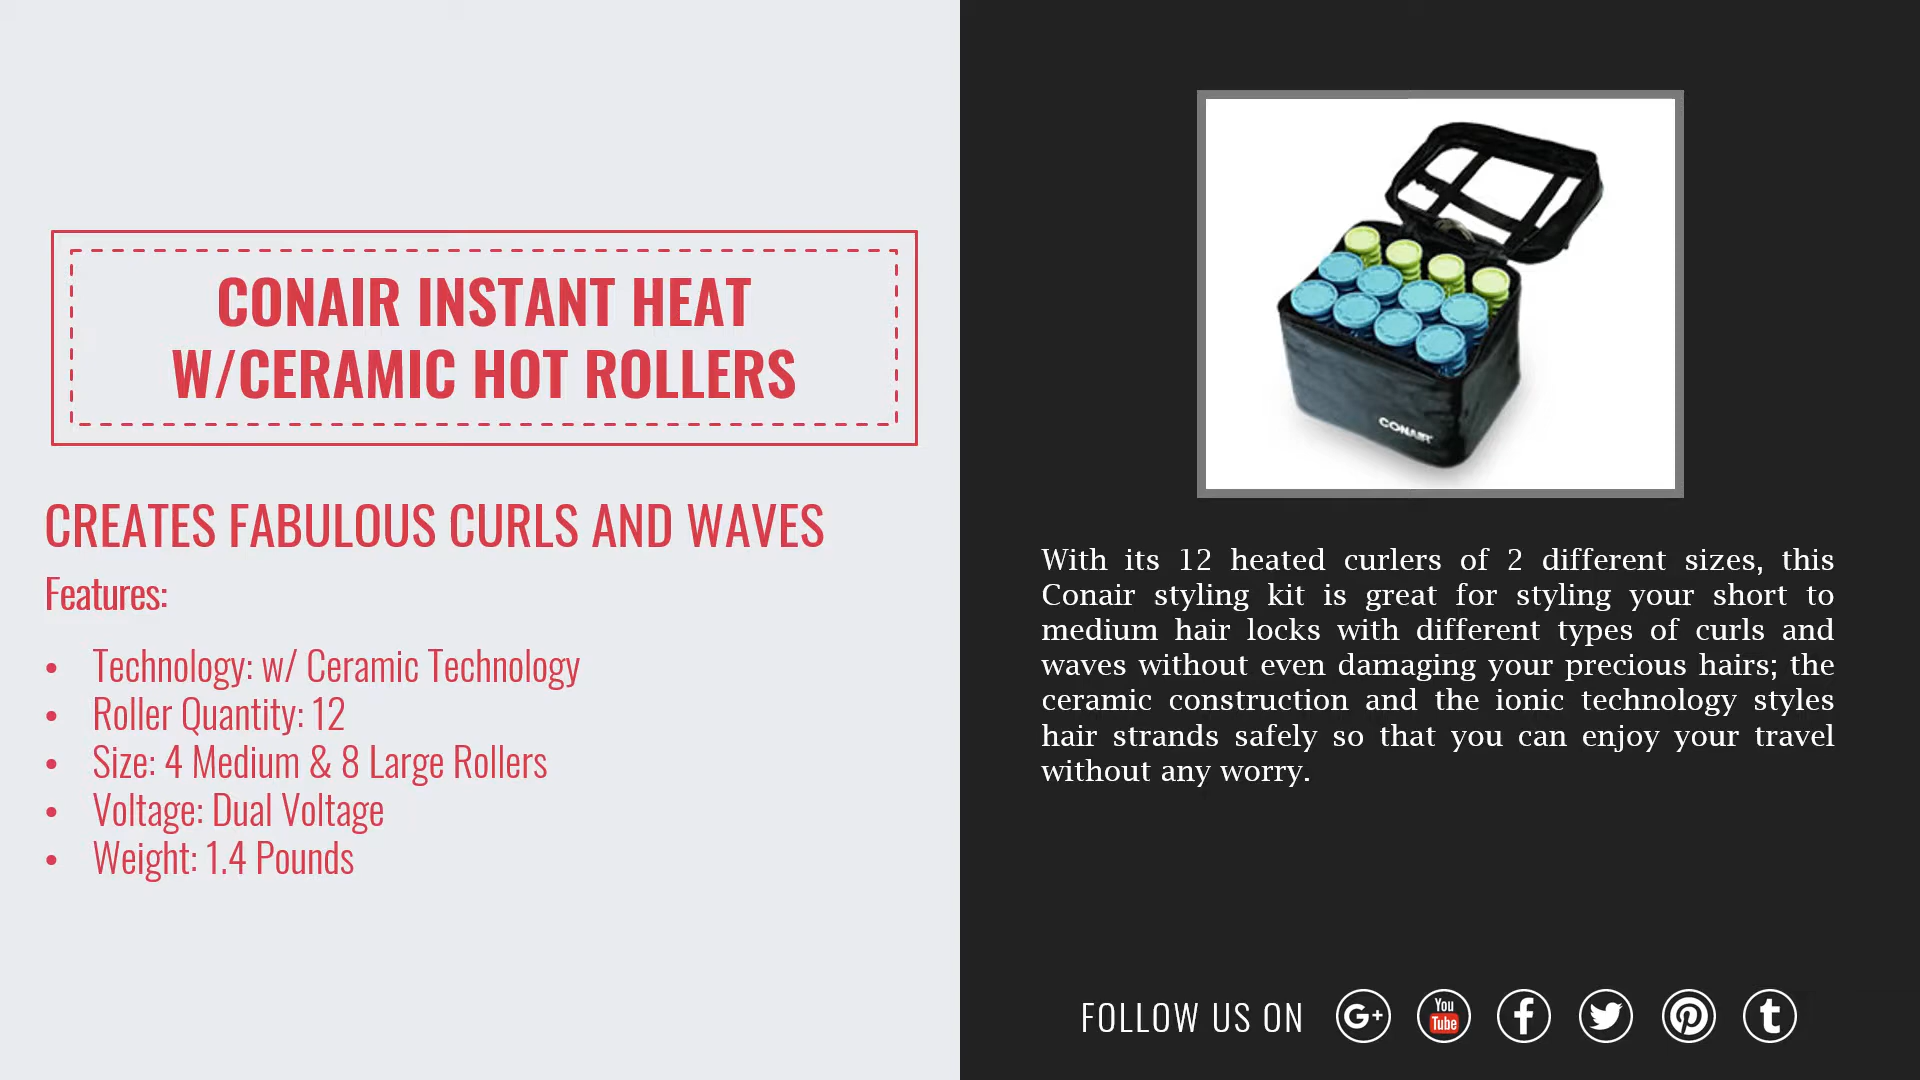 CONAIR INSTANT HEAT
W/CERAMIC HOT ROLLERS
CREATES FABULOUS CURLS AND WAVES
Features:
• Technology: w/ Ceramic Technology
• Roller Quantity: 12
• Size: 4 Medium & 8 Large Rollers
• Voltage: Dual Voltage
• Weight: 1.4 Pounds
CONAIR
With its 12 heated curlers of 2 different sizes, this
Conair styling kit is great for styling your short to
medium hair locks with different types of curls and
waves without even damaging your precious hairs; the
ceramic construction and the ionic technology styles
hair strands safely so that you can enjoy your travel
without any worry.
FOLLOW US ON G+ You Tube f t